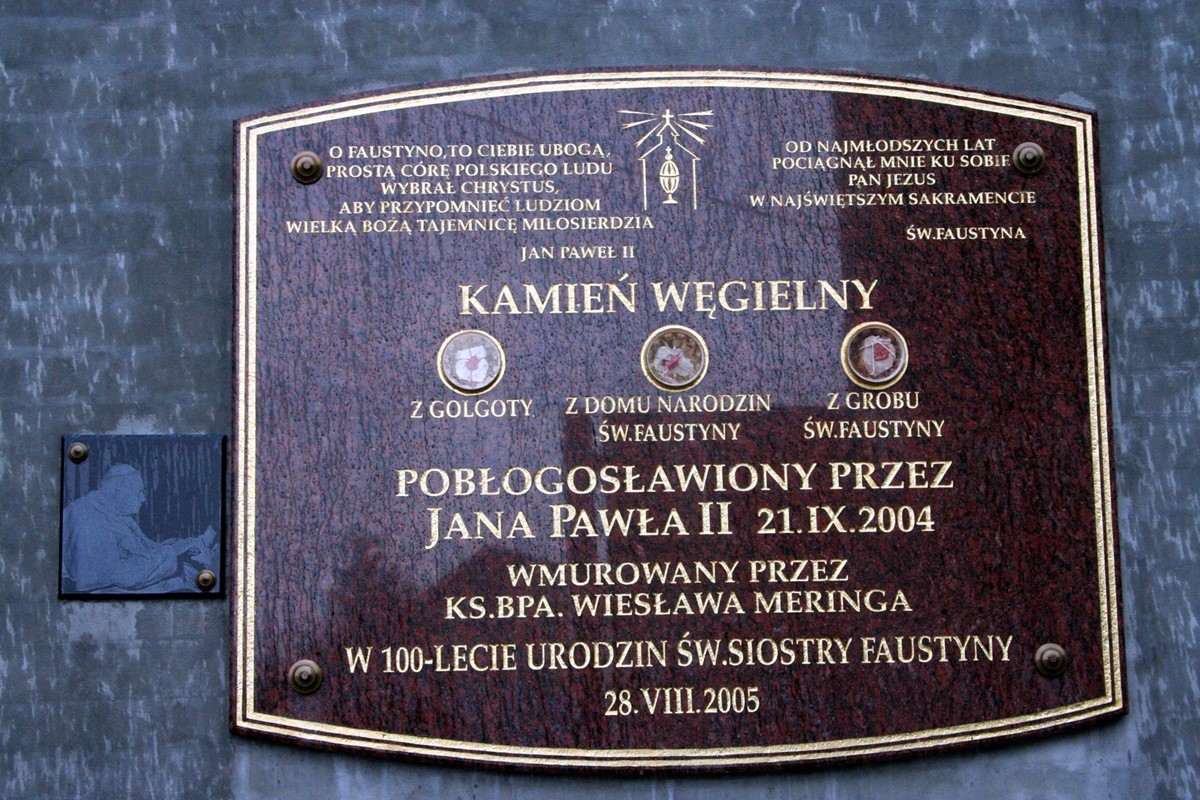 O FAUSTYNO, TO CIEBIE UBOGĄ,
PROSTĄ CÓRĘ POLSKIEGO LUDU
WYBRAŁ CHRYSTUS,
ABY PRZYPOMNIEĆ LUDZIOM
WIELKA BOŻĄ TAJEMNICĘ MIŁOSIERDZIA
JAN PAWEŁ II
OD NAJMŁODSZYCH LAT
POCIĄGNĄŁ MNIE KU SOBIE
PAN JEZUS
W NAJŚWIĘTSZYM SAKRAMENCIE
ŚW.FAUSTYNA
KAMIEŃ WĘGIELNY
Z GOLGOTY
Z DOMU NARODZIN
ŚW.FAUSTYNY
Z GROBU
ŚW.FAUSTYNY
POBŁOGOSŁAWIONY PRZEZ
JANA PAWŁA II 21.IX.2004
WMUROWANY PRZEZ
KS.BPA. WIESŁAWA MERINGA
W 100-LECIE URODZIN ŚW.SIOSTRY FAUSTYNY
28.VIII.2005